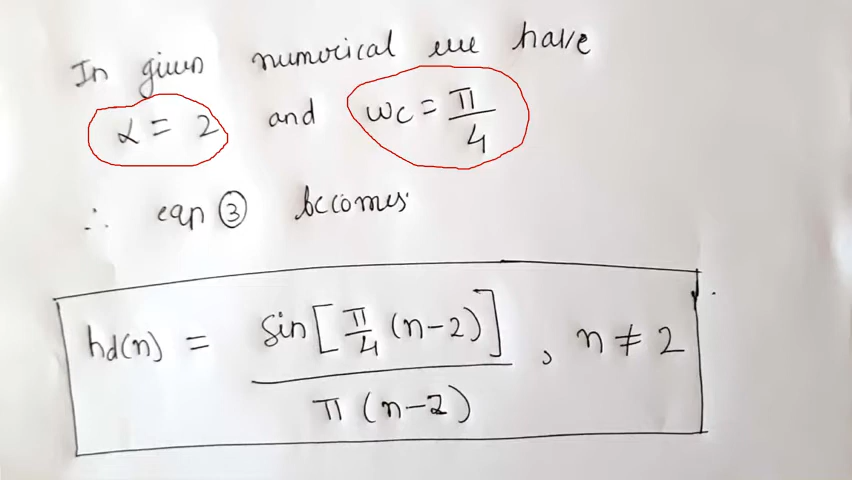 In given numerical we have
α = 2 and ωc = π/4
∴ eqn ③ becomes
hd(n) = sin[π/4 (n-2)] / π(n-2) , n ≠ 2